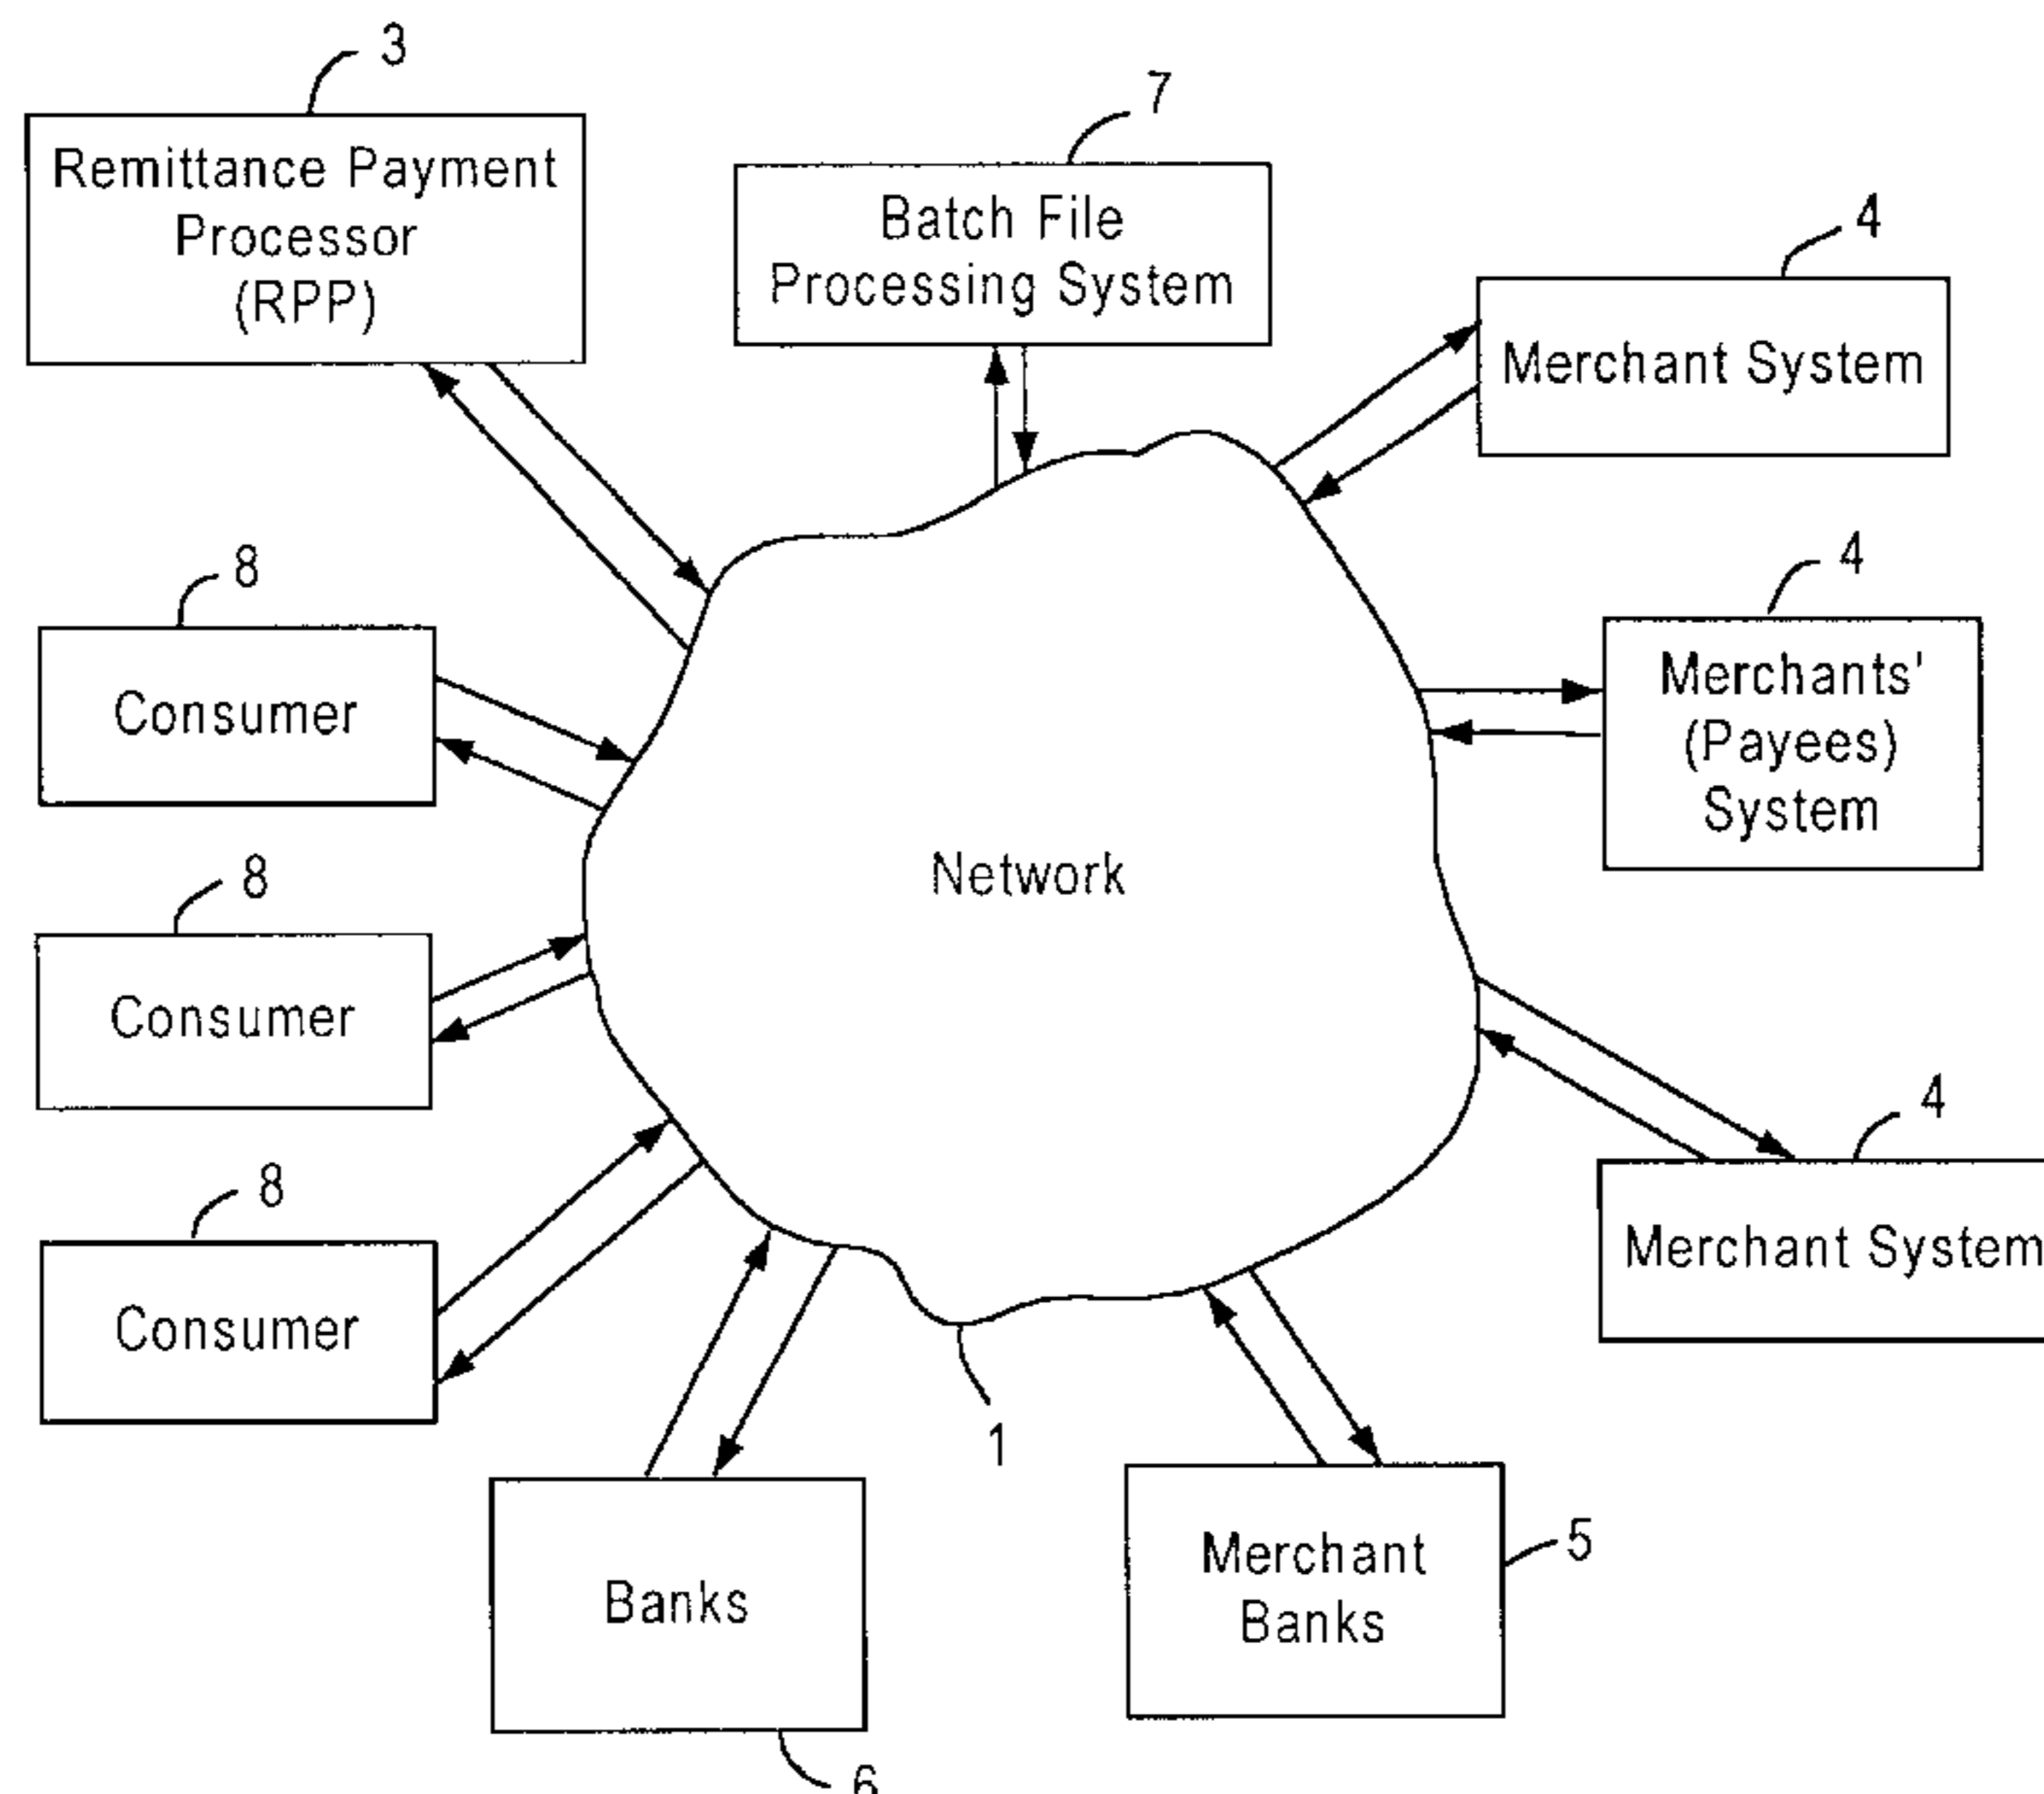 3
Remittance Payment
Processor
(RPP)
7
Batch File
Processing System
4
Merchant System
8
Consumer
4
Merchants'
(Payees)
System
Network
8
Consumer
4
Merchant System
8
Consumer
1
Banks
6
Merchant
Banks
5